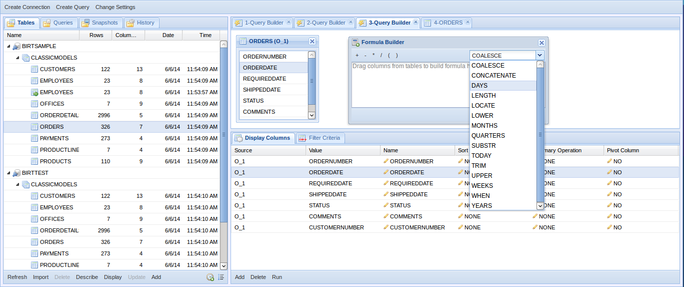 Create Connection Create Query Change Settings
Tables Queries Snapshots History
Name Rows Colum... Date Time
BIRTSAMPLE
CLASSICMODELS
CUSTOMERS 122 13 6/6/14 11:54:09 AM
EMPLOYEES 23 8 6/6/14 11:54:09 AM
EMPLOYEES 23 8 6/6/14 11:53:57 AM
OFFICES 7 9 6/6/14 11:54:09 AM
ORDERDETAIL 2996 5 6/6/14 11:54:09 AM
ORDERS 326 7 6/6/14 11:54:09 AM
PAYMENTS 273 4 6/6/14 11:54:09 AM
PRODUCTLINE 7 4 6/6/14 11:54:09 AM
PRODUCTS 110 9 6/6/14 11:54:09 AM
BIRTTEST
CLASSICMODELS
CUSTOMERS 122 13 6/6/14 11:54:10 AM
EMPLOYEES 23 8 6/6/14 11:54:10 AM
OFFICES 7 9 6/6/14 11:54:10 AM
ORDERDETAIL 2996 5 6/6/14 11:54:10 AM
ORDERS 326 7 6/6/14 11:54:10 AM
PAYMENTS 273 4 6/6/14 11:54:10 AM
PRODUCTLINE 7 4 6/6/14 11:54:10 AM
Refresh Import Delete Describe Display Update Add
1-Query Builder 2-Query Builder 3-Query Builder 4-ORDERS
ORDERS (O_1)
ORDERNUMBER
ORDERDATE
REQUIREDDATE
SHIPPEDDATE
STATUS
COMMENTS
Formula Builder
+ - * / ( )
COALESCE
Drag columns from tables to build formula
COALESCE
CONCATENATE
DAYS
LENGTH
LOCATE
LOWER
MONTHS
QUARTERS
SUBSTR
TODAY
TRIM
UPPER
WEEKS
WHEN
YEARS
Display Columns Filter Criteria
Source Value Name Sort mary Operation Pivot Column
O_1 ORDERNUMBER ORDERNUMBER NO ONE NO
O_1 ORDERDATE ORDERDATE NO ONE NO
O_1 REQUIREDDATE REQUIREDDATE NO ONE NO
O_1 SHIPPEDDATE SHIPPEDDATE NO ONE NO
O_1 STATUS STATUS NO ONE NO
O_1 COMMENTS COMMENTS NONE NONE NO
O_1 CUSTOMERNUMBER CUSTOMERNUMBER NONE NONE NO
Add Delete Run